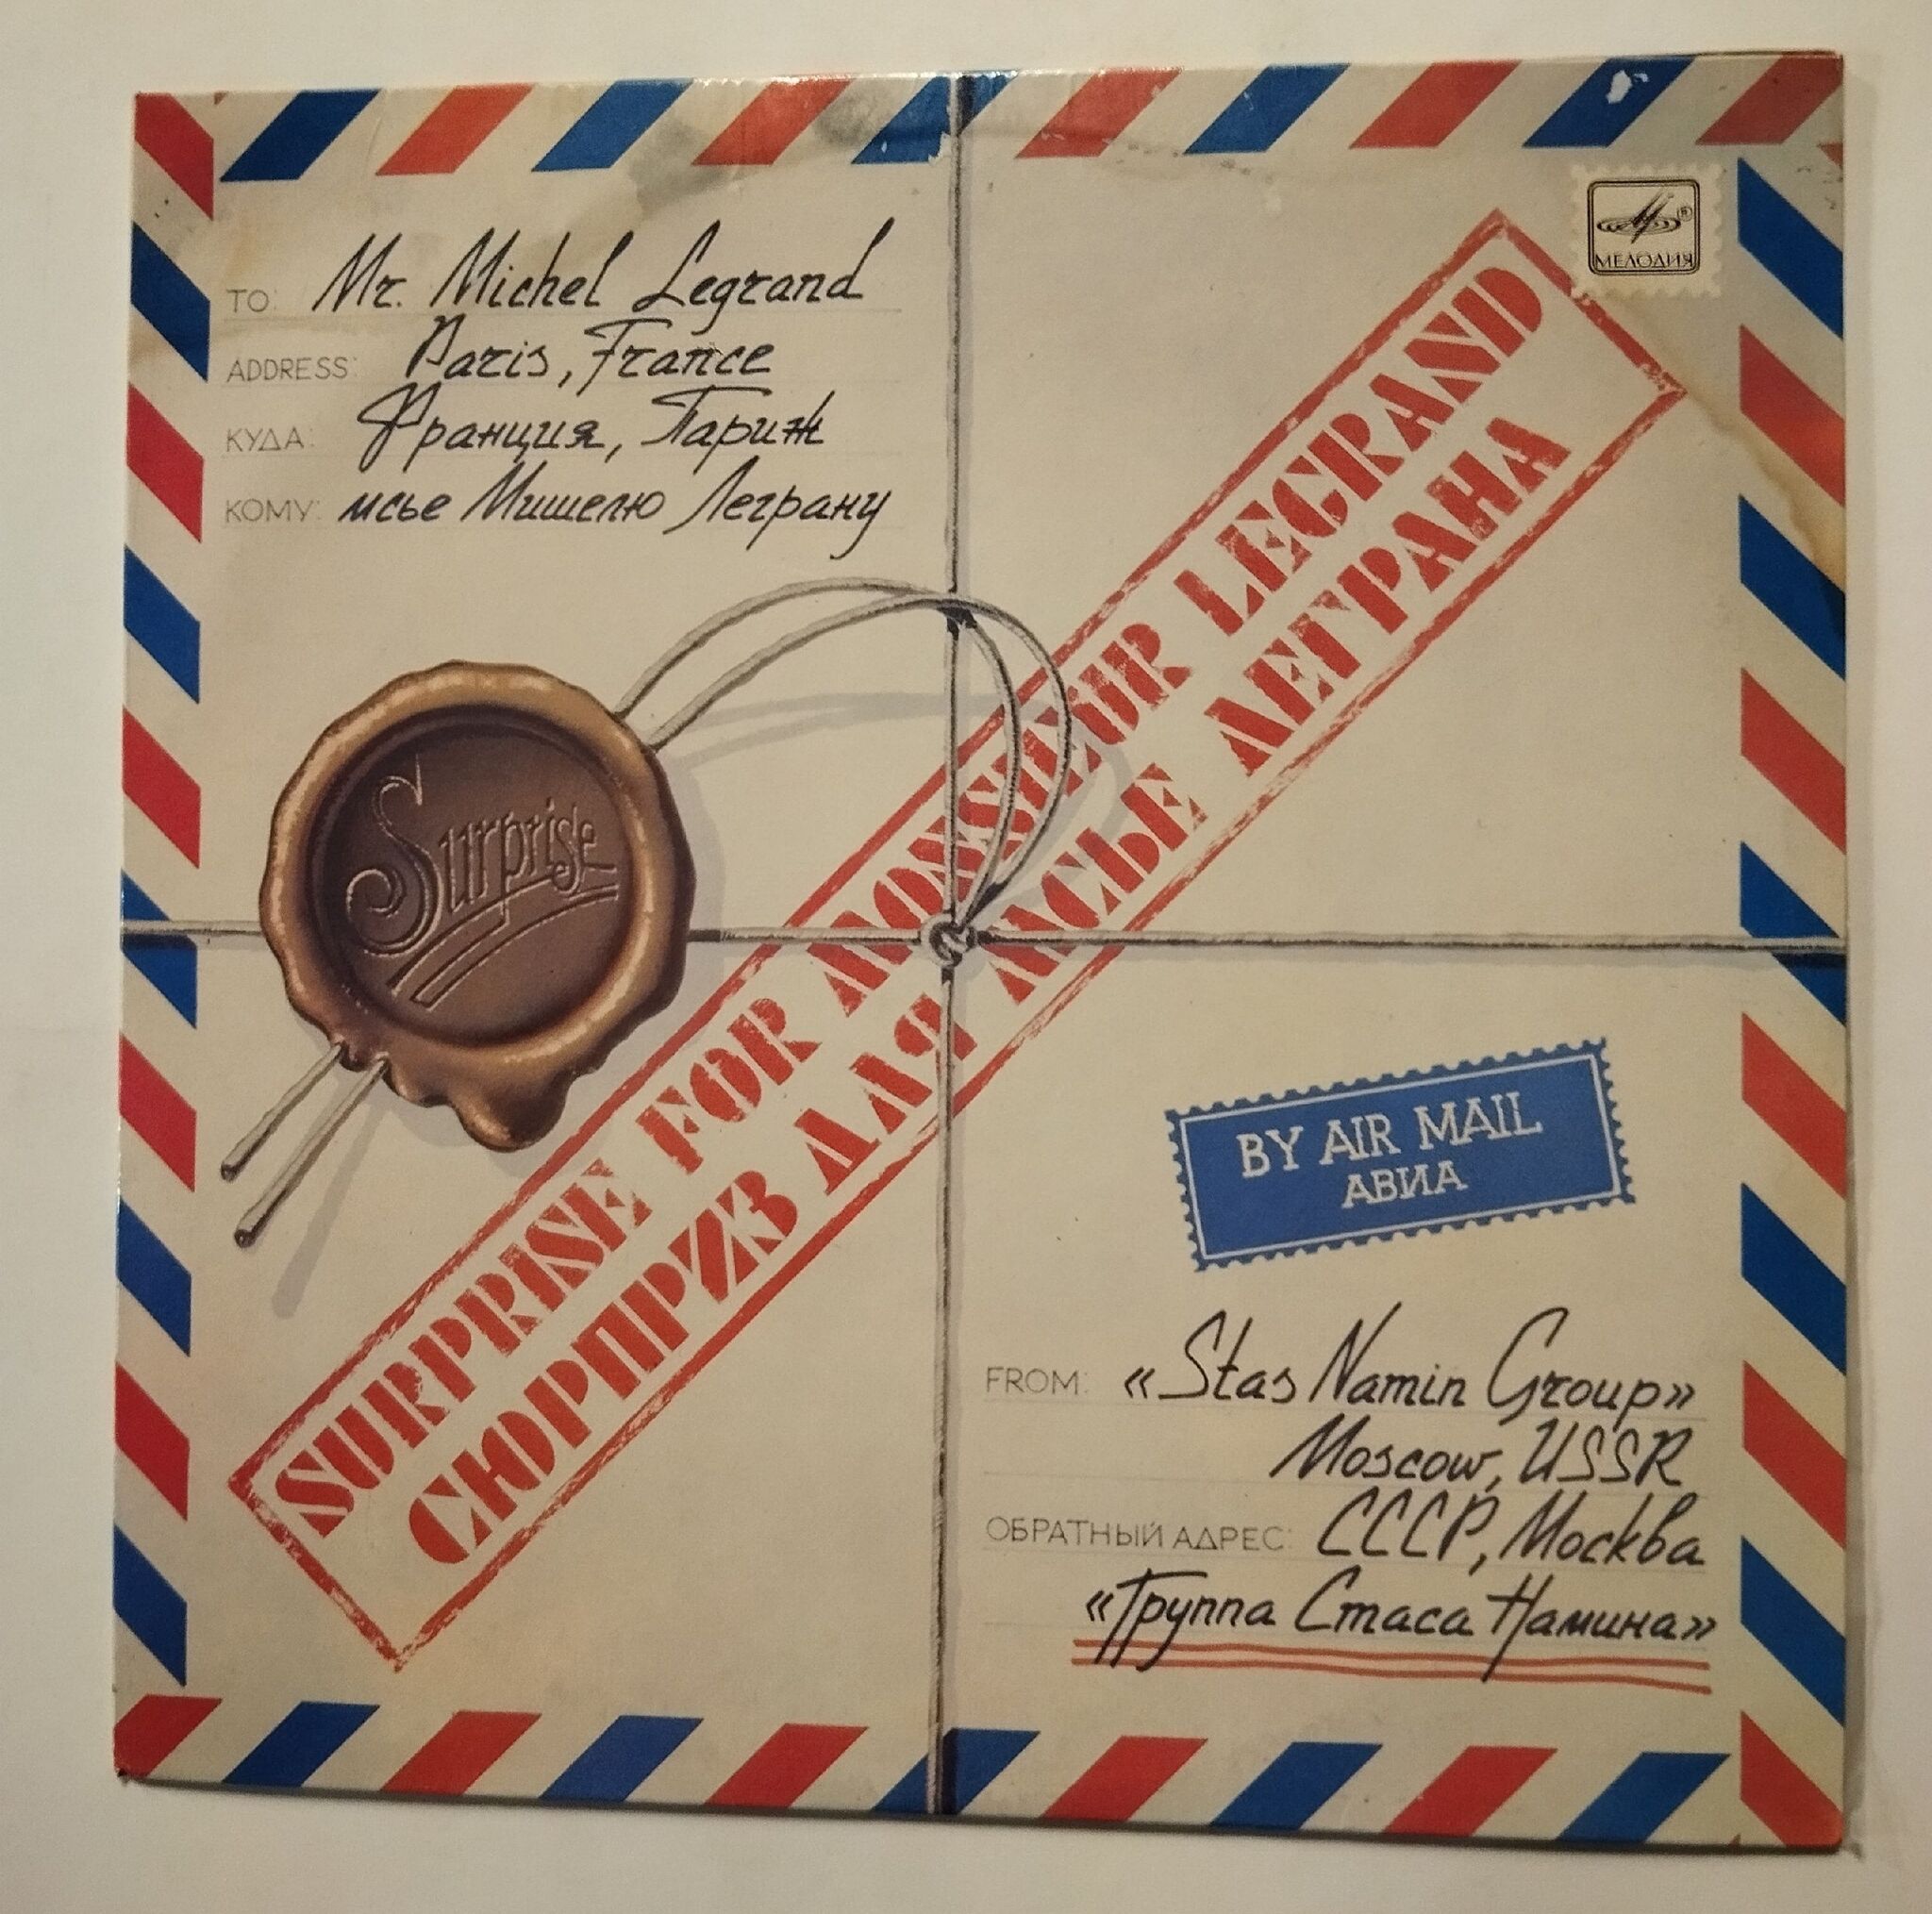 TO: Mr. Michel Legrand
ADDRESS: Paris, France
КУДА: Франция, Париж
КОМУ: мсье Мишелю Леграну
МЕЛОДИЯ
SURPRISE FOR MONSIEUR LEGRAND
СЮРПРИЗ ДЛЯ МСЬЕ ЛЕГРАНА
Surprise
BY AIR MAIL
АВИА
FROM: «Stas Namin Group»
Moscow, USSR
ОБРАТНЫЙ АДРЕС: СССР, Москва
«Группа Стаса Намина»